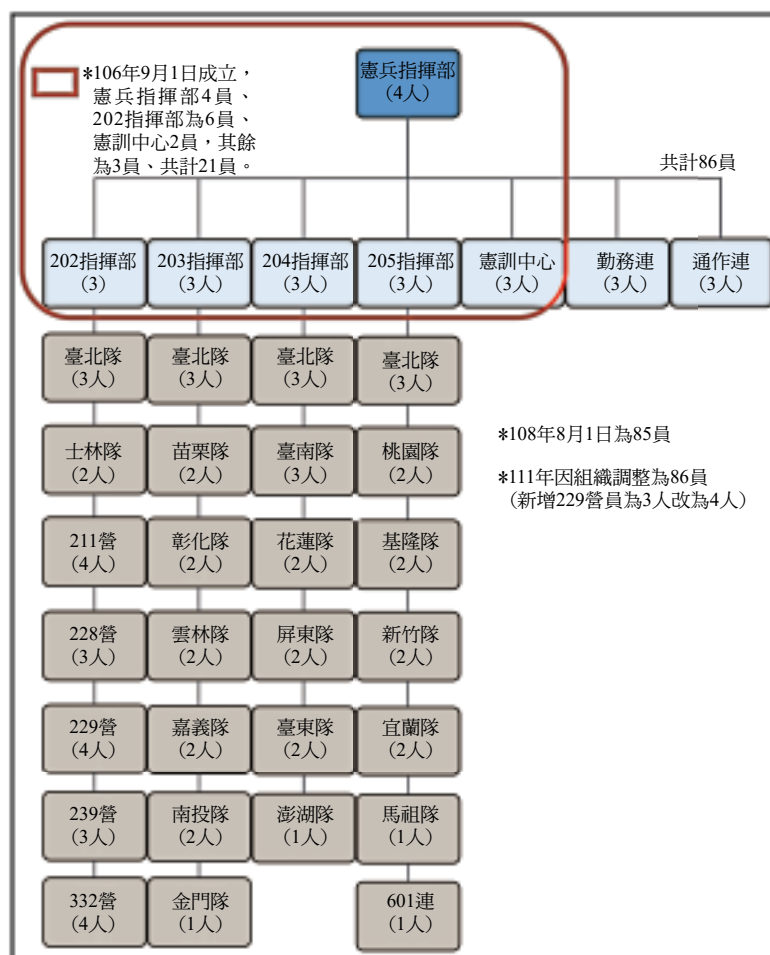 *106年9月1日成立，
憲兵指揮部4員、
202指揮部為6員、
憲訓中心2員，其餘
為3員、共計21員。
憲兵指揮部
（4人）
共計86員
202指揮部
（3）
203指揮部
（3人）
204指揮部
（3人）
205指揮部
（3人）
憲訓中心
（3人）
勤務連
（3人）
通作連
（3人）
臺北隊
（3人）
臺北隊
（3人）
臺北隊
（3人）
臺北隊
（3人）
士林隊
（2人）
苗栗隊
（2人）
臺南隊
（3人）
桃園隊
（2人）
*108年8月1日為85員
*111年因組織調整為86員
（新增229營員為3人改為4人）
211營
（4人）
彰化隊
（2人）
花蓮隊
（2人）
基隆隊
（2人）
228營
（3人）
雲林隊
（2人）
屏東隊
（2人）
新竹隊
（2人）
229營
（4人）
嘉義隊
（2人）
臺東隊
（2人）
宜蘭隊
（2人）
239營
（3人）
南投隊
（2人）
澎湖隊
（1人）
馬祖隊
（1人）
332營
（4人）
金門隊
（1人）
601連
（1人）